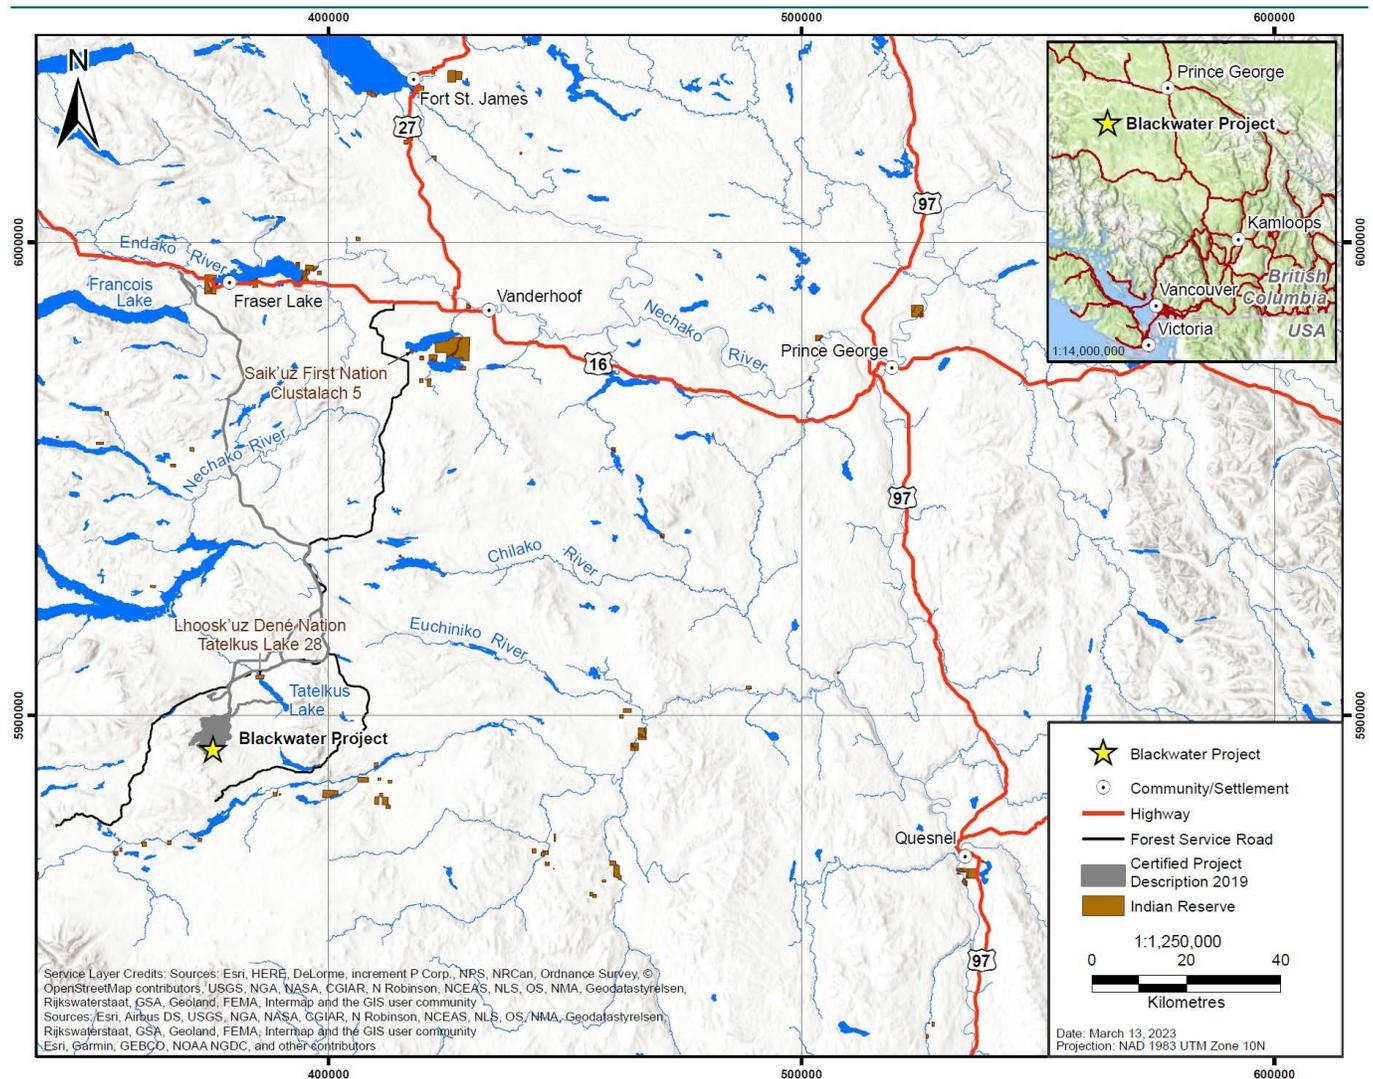 400000
500000
600000
N
Fort St. James
27
97
Prince George
Blackwater Project
Kamloops
British
Columbia
Vancouver
USA
Victoria
1:14,000,000
6000000
6000000
Endako River
Francois
Lake
Fraser Lake
Vanderhoof
Nechako River
Prince George
16
Saik'uz First Nation
Clustalach 5
Nechako River
97
Chilako River
Lhoosk'uz Dené Nation
Tatelkus Lake 28
Euchiniko River
Tatelkus
Lake
5900000
5900000
Blackwater Project
Quesnel
97
Blackwater Project
Community/Settlement
Highway
Forest Service Road
Certified Project
Description 2019
Indian Reserve
1:1,250,000
0 20 40
Kilometres
Date: March 13, 2023
Projection: NAD 1983 UTM Zone 10N
Service Layer Credits: Sources: Esri, HERE, DeLorme, increment P Corp., NPS, NRCan, Ordnance Survey, ©
OpenStreetMap contributors, USGS, NGA, NASA, CGIAR, N Robinson, NCEAS, NLS, OS, NMA, Geodatastyrelsen,
Rijkswaterstaat, GSA, Geoland, FEMA, Intermap and the GIS user community
Sources: Esri, Airbus DS, USGS, NGA, NASA, CGIAR, N Robinson, NCEAS, NLS, OS, NMA, Geodatastyrelsen,
Rijkswaterstaat, GSA, Geoland, FEMA, Intermap and the GIS user community
Esri, Garmin, GEBCO, NOAA NGDC, and other contributors
400000
500000
600000